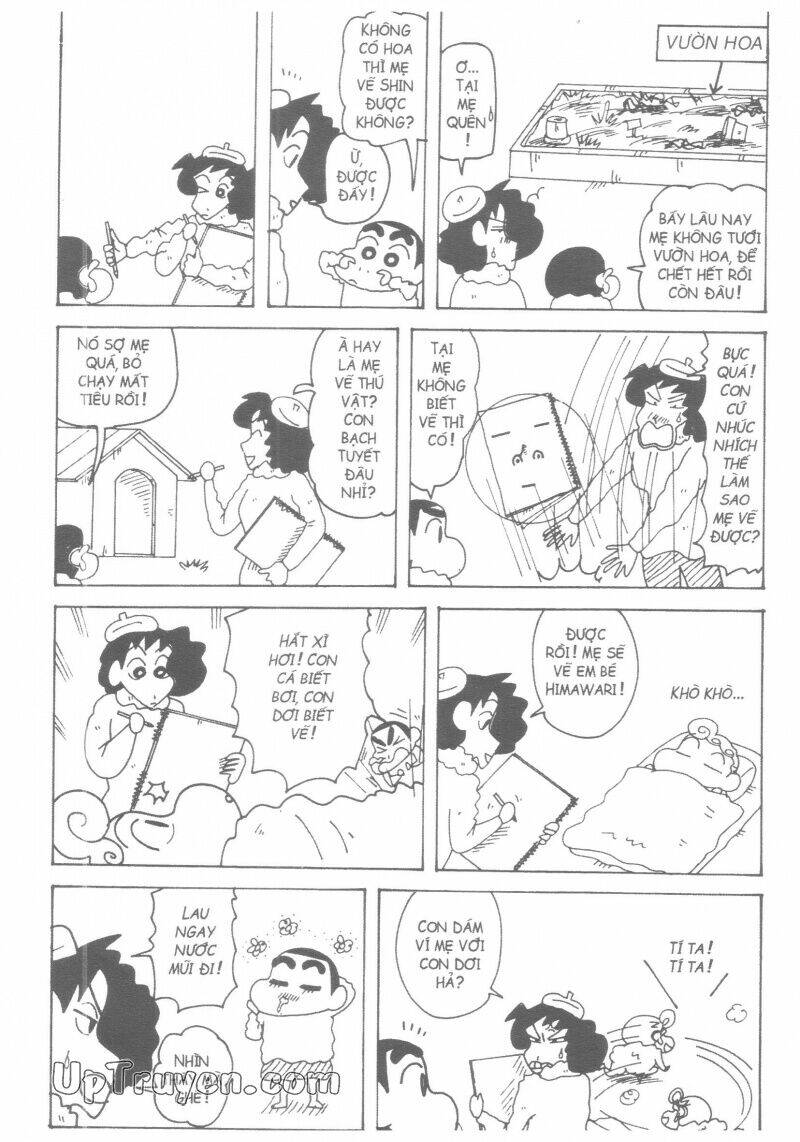 VƯỜN HOA
Ơ...
TẠI
MẸ
QUÊN
!
BẤY LÂU NAY
MẸ KHÔNG TƯỚI
VƯỜN HOA, ĐỂ
CHẾT HẾT RỒI
CÒN ĐÂU!
KHÔNG
CÓ HOA
THÌ MẸ
VẼ SHIN
ĐƯỢC
KHÔNG?
Ừ,
ĐƯỢC
ĐẤY!
BỰC
QUÁ!
CON
CỨ
NHÚC
NHÍCH
THẾ
LÀM
SAO
MẸ VẼ
ĐƯỢC?
TẠI
MẸ
KHÔNG
BIẾT
VẼ THÌ
CÓ!
À HAY
LÀ MẸ
VẼ THÚ
VẬT?
CON
BẠCH
TUYẾT
ĐÂU
NHỈ?
NÓ SỢ MẸ
QUÁ, BỎ
CHẠY MẤT
TIÊU RỒI!
ĐƯỢC
RỒI! MẸ SẼ
VẼ EM BÉ
HIMAWARI!
KHÒ KHÒ...
HẮT XÌ
HƠI! CON
CÁ BIẾT
BƠI, CON
DƠI BIẾT
VẼ!
CON DÁM
VÍ MẸ VỚI
CON DƠI
HẢ?
TÍ TA!
TÍ TA!
LAU
NGAY
NƯỚC
MŨI ĐI!
NHÌN
GHÊ!
UpTruyen.com